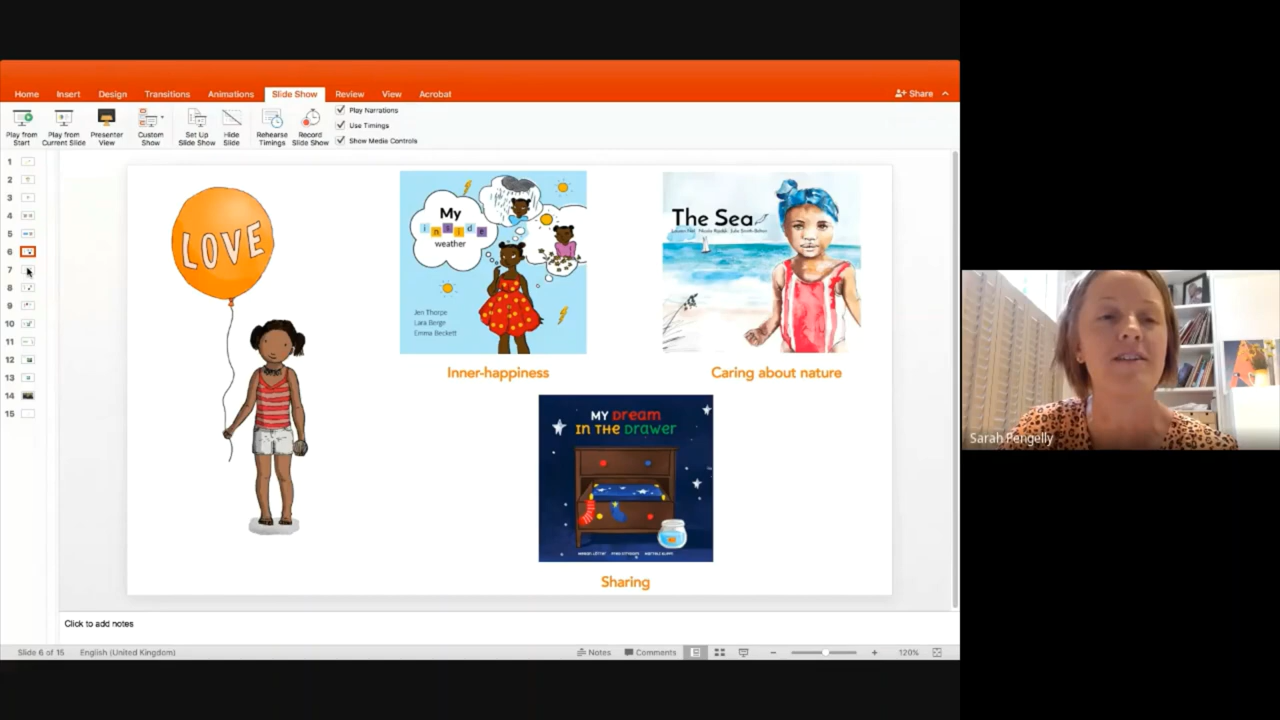 Home Insert Design Transitions Animations Slide Show Review View Acrobat
Share
Play from Start
Play from Current Slide
Presenter View
Custom Show
Set Up Slide Show
Hide Slide
Rehearse Timings
Record Slide Show
Play Narrations
Use Timings
Show Media Controls
1
2
3
4
5
6
7
8
9
10
11
12
13
14
15
LOVE
My
inside
weather
Jen Thorpe
Lara Berge
Emma Beckett
Inner-happiness
The Sea
Caring about nature
MY DREAM
IN THE DRAWER
Sharing
Sarah Pengelly
Click to add notes
Slide 6 of 15 English (United Kingdom)
Notes Comments
120%